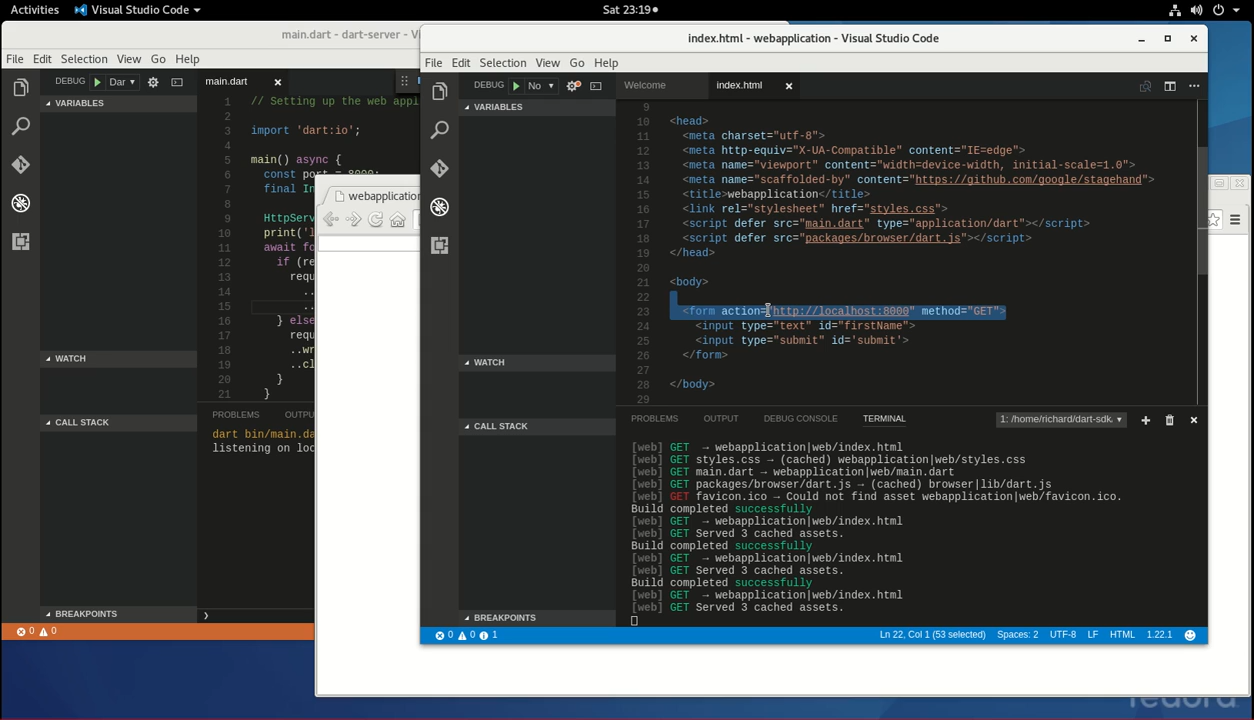 Activities
Visual Studio Code
Sat 23:19
main.dart - dart-server - V
File Edit Selection View Go Help
DEBUG Dar
main.dart
VARIABLES
WATCH
CALL STACK
BREAKPOINTS
1 // Setting up the web appl
2
3 import 'dart:io';
4
5 main() async {
6 const port = 8000;
7 final In
8
9 HttpServ
10 print('l
11 await fo
12 if (re
13 requ
14 ..
15 ..
16 } else
17 requ
18 ..wr
19 ..cl
20 }
21 }
PROBLEMS OUTPU
dart bin/main.da
listening on loc
0 0
webapplication
index.html - webapplication - Visual Studio Code
File Edit Selection View Go Help
DEBUG No
Welcome
index.html
VARIABLES
WATCH
CALL STACK
BREAKPOINTS
9
10 <head>
11 <meta charset="utf-8">
12 <meta http-equiv="X-UA-Compatible" content="IE=edge">
13 <meta name="viewport" content="width=device-width, initial-scale=1.0">
14 <meta name="scaffolded-by" content="https://github.com/google/stagehand">
15 <title>webapplication</title>
16 <link rel="stylesheet" href="styles.css">
17 <script defer src="main.dart" type="application/dart"></script>
18 <script defer src="packages/browser/dart.js"></script>
19 </head>
20
21 <body>
22
23 <form action="http://localhost:8000" method="GET">
24 <input type="text" id="firstName">
25 <input type="submit" id='submit'>
26 </form>
27
28 </body>
29
PROBLEMS OUTPUT DEBUG CONSOLE TERMINAL 1: /home/richard/dart-sdk.
[web] GET → webapplication|web/index.html
[web] GET styles.css → (cached) webapplication|web/styles.css
[web] GET main.dart → webapplication|web/main.dart
[web] GET packages/browser/dart.js → (cached) browser|lib/dart.js
[web] GET favicon.ico → Could not find asset webapplication|web/favicon.ico.
Build completed successfully
[web] GET → webapplication|web/index.html
[web] GET Served 3 cached assets.
Build completed successfully
[web] GET → webapplication|web/index.html
[web] GET Served 3 cached assets.
Build completed successfully
[web] GET → webapplication|web/index.html
[web] GET Served 3 cached assets.
0 0 1
Ln 22, Col 1 (53 selected) Spaces: 2 UTF-8 LF HTML 1.22.1
fedora